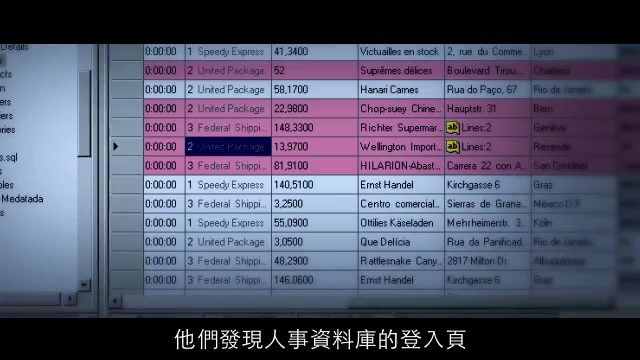 Details
0:00:00 1 Speedy Express 41,3400 Victuailles en stock 2, rue du Comme... Lyon
0:00:00 2 United Package 52 Suprêmes délices Boulevard Tirou... Charleroi
cts 0:00:00 2 United Package 58,1700 Hanari Carnes Rua do Paço, 67 Rio de Janeiro
0:00:00 2 United Package 22,9800 Chop-suey Chine... Hauptstr. 31 Bern
ers 0:00:00 3 Federal Shippi... 148,3300 Richter Supermar... ab Lines:2 Genève
ories 0:00:00 2 United Package 13,9700 Wellington Import... ab Lines:2 Resende
s.sql 0:00:00 3 Federal Shippi... 81,9100 HILARION-Abast... Carrera 22 con A... San Cristóbal
0:00:00 1 Speedy Express 140,5100 Ernst Handel Kirchgasse 6 Graz
Medatada 0:00:00 3 Federal Shippi... 3,2500 Centro comercial... Sierras de Grana... México D.F.
0:00:00 1 Speedy Express 55,0900 Ottilies Käseladen Mehrheimerstr. 3... Köln
0:00:00 2 United Package 3,0500 Que Delícia Rua da Panificad... Rio de Janeiro
0:00:00 3 Federal Shippi... 48,2900 Rattlesnake Cany... 2817 Milton Dr. Albuquerque
0:00:00 3 Federal Shippi... 146,0600 Ernst Handel Kirchgasse 6 Graz
他們發現人事資料庫的登入頁